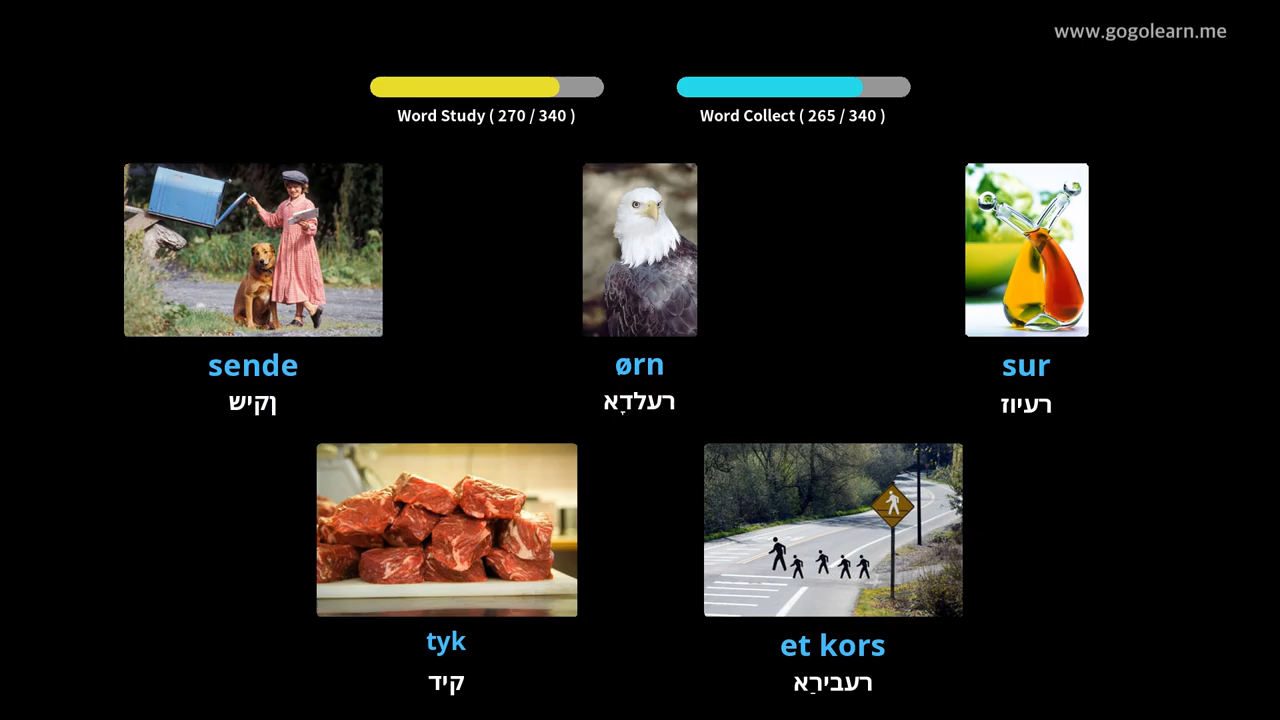 www.gogolearn.me
Word Study ( 270 / 340 )
Word Collect ( 265 / 340 )
sende
ןקיש
ørn
רעלדָא
sur
רעיוז
tyk
קיד
et kors
רעבירַא